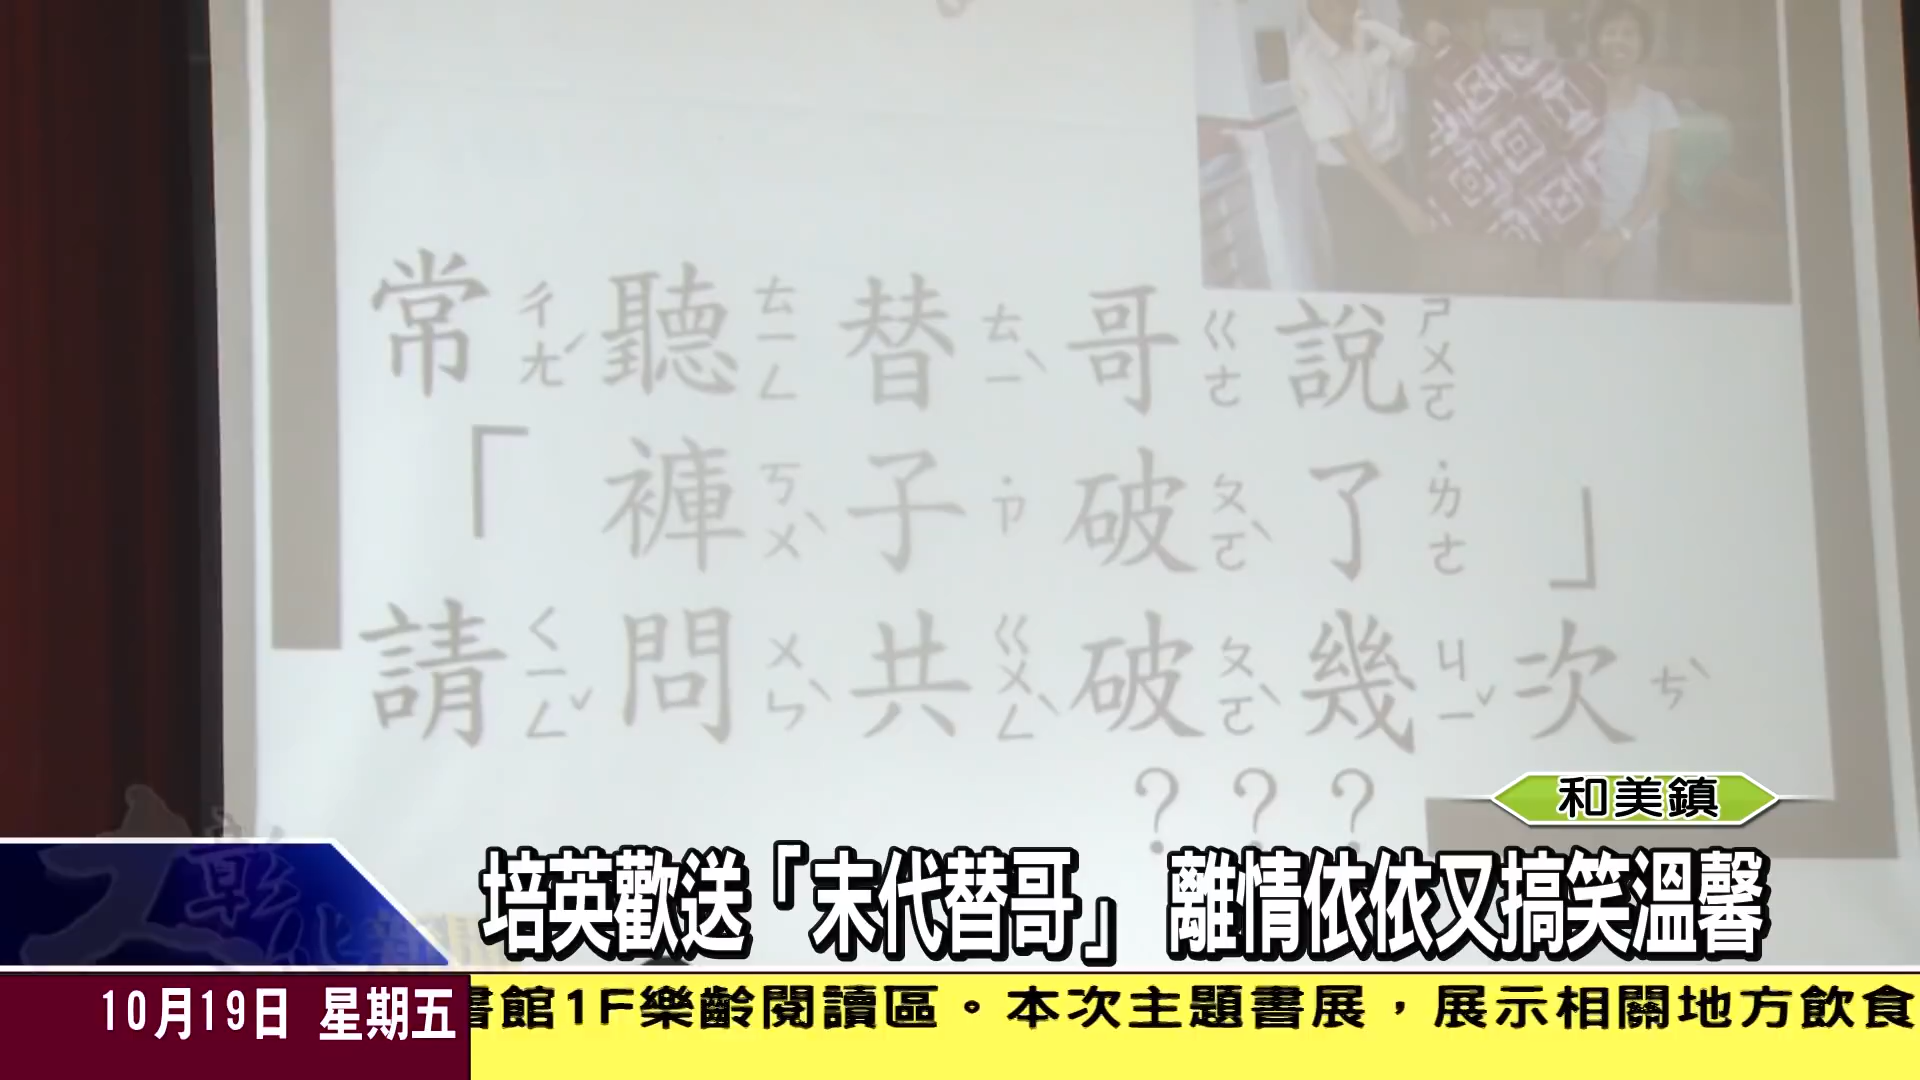 常ㄔㄤˊ聽ㄊㄧㄥ替ㄊㄧˋ哥ㄍㄜ說ㄕㄨㄛ
「褲ㄎㄨˋ子˙ㄗ破ㄆㄛˋ了˙ㄌㄜ」
請ㄑㄧㄥˇ問ㄨㄣˋ共ㄍㄨㄥˋ破ㄆㄛˋ幾ㄐㄧˇ次ㄘˋ
???
和美鎮
培英歡送「末代替哥」 離情依依又搞笑溫馨
10月19日 星期五
書館1F樂齡閱讀區。本次主題書展，展示相關地方飲食